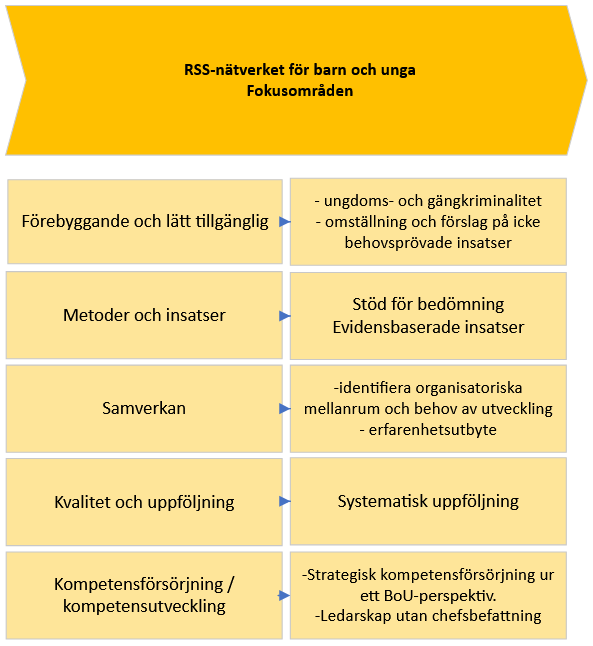 RSS-nätverket för barn och unga
Fokusområden
Förebyggande och lätt tillgänglig
- ungdoms- och gängkriminalitet
- omställning och förslag på icke
behovsprövade insatser
Metoder och insatser
Stöd för bedömning
Evidensbaserade insatser
Samverkan
-identifiera organisatoriska
mellanrum och behov av utveckling
- erfarenhetsutbyte
Kvalitet och uppföljning
Systematisk uppföljning
Kompetensförsörjning /
kompetensutveckling
-Strategisk kompetensförsörjning ur
ett BoU-perspektiv.
-Ledarskap utan chefsbefattning